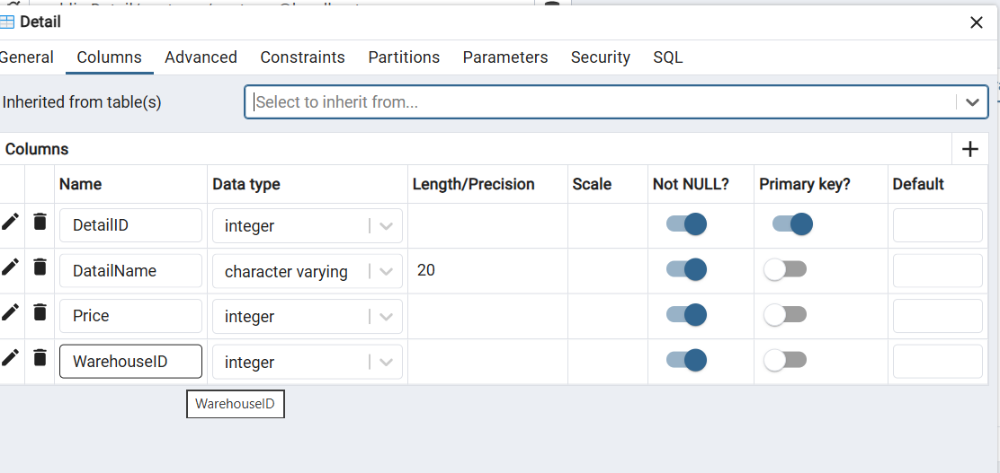 Detail
General Columns Advanced Constraints Partitions Parameters Security SQL
Inherited from table(s) Select to inherit from...
Columns
Name Data type Length/Precision Scale Not NULL? Primary key? Default
DetailID integer
DatailName character varying 20
Price integer
WarehouseID integer
WarehouseID